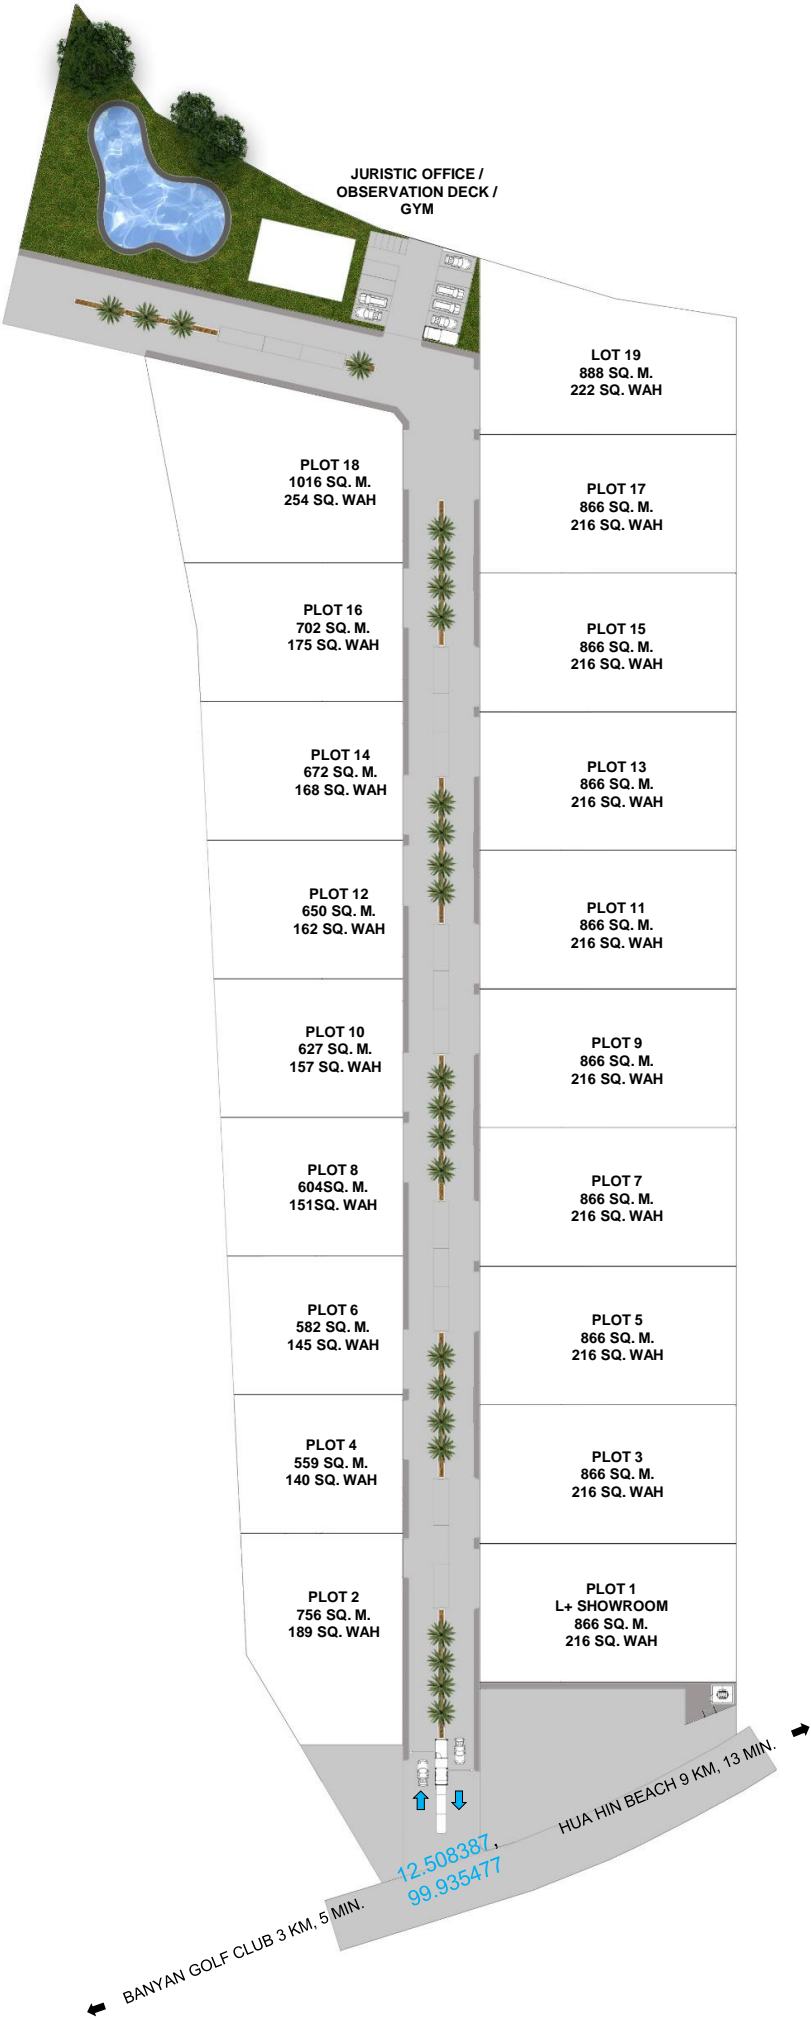 JURISTIC OFFICE /
OBSERVATION DECK /
GYM
LOT 19
888 SQ. M.
222 SQ. WAH
PLOT 18
1016 SQ. M.
254 SQ. WAH
PLOT 17
866 SQ. M.
216 SQ. WAH
PLOT 16
702 SQ. M.
175 SQ. WAH
PLOT 15
866 SQ. M.
216 SQ. WAH
PLOT 14
672 SQ. M.
168 SQ. WAH
PLOT 13
866 SQ. M.
216 SQ. WAH
PLOT 12
650 SQ. M.
162 SQ. WAH
PLOT 11
866 SQ. M.
216 SQ. WAH
PLOT 10
627 SQ. M.
157 SQ. WAH
PLOT 9
866 SQ. M.
216 SQ. WAH
PLOT 8
604SQ. M.
151SQ. WAH
PLOT 7
866 SQ. M.
216 SQ. WAH
PLOT 6
582 SQ. M.
145 SQ. WAH
PLOT 5
866 SQ. M.
216 SQ. WAH
PLOT 4
559 SQ. M.
140 SQ. WAH
PLOT 3
866 SQ. M.
216 SQ. WAH
PLOT 2
756 SQ. M.
189 SQ. WAH
PLOT 1
L+ SHOWROOM
866 SQ. M.
216 SQ. WAH
HUA HIN BEACH 9 KM, 13 MIN.
12.508387,
99.935477
BANYAN GOLF CLUB 3 KM, 5 MIN.